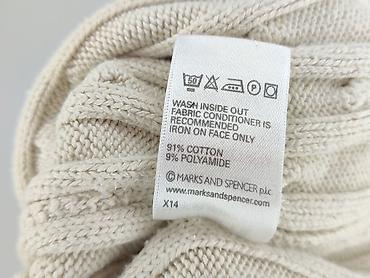 50 P
WASH INSIDE OUT
FABRIC CONDITIONER IS
RECOMMENDED
IRON ON FACE ONLY
91% COTTON
9% POLYAMIDE
© MARKS AND SPENCER p.l.c.
www.marksandspencer.com
X14